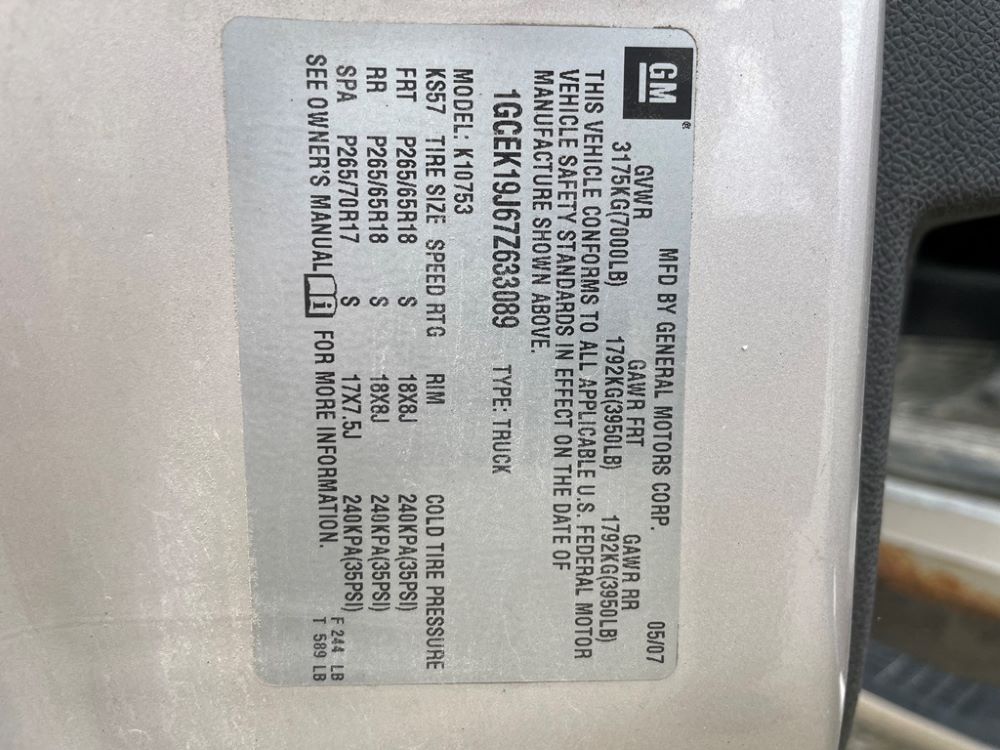 GM®
MFD BY GENERAL MOTORS CORP. 05/07
GVWR GAWR FRT GAWR RR
3175KG(7000LB) 1792KG(3950LB) 1792KG(3950LB)
THIS VEHICLE CONFORMS TO ALL APPLICABLE U.S. FEDERAL MOTOR
VEHICLE SAFETY STANDARDS IN EFFECT ON THE DATE OF
MANUFACTURE SHOWN ABOVE.
1GCEK19J67Z633089 TYPE: TRUCK
MODEL: K10753
KS57 TIRE SIZE SPEED RTG RIM COLD TIRE PRESSURE
FRT P265/65R18 S 18X8J 240KPA(35PSI)
RR P265/65R18 S 18X8J 240KPA(35PSI)
SPA P265/70R17 S 17X7.5J 240KPA(35PSI)
SEE OWNER'S MANUAL i FOR MORE INFORMATION.
F 244 LB
T 589 LB